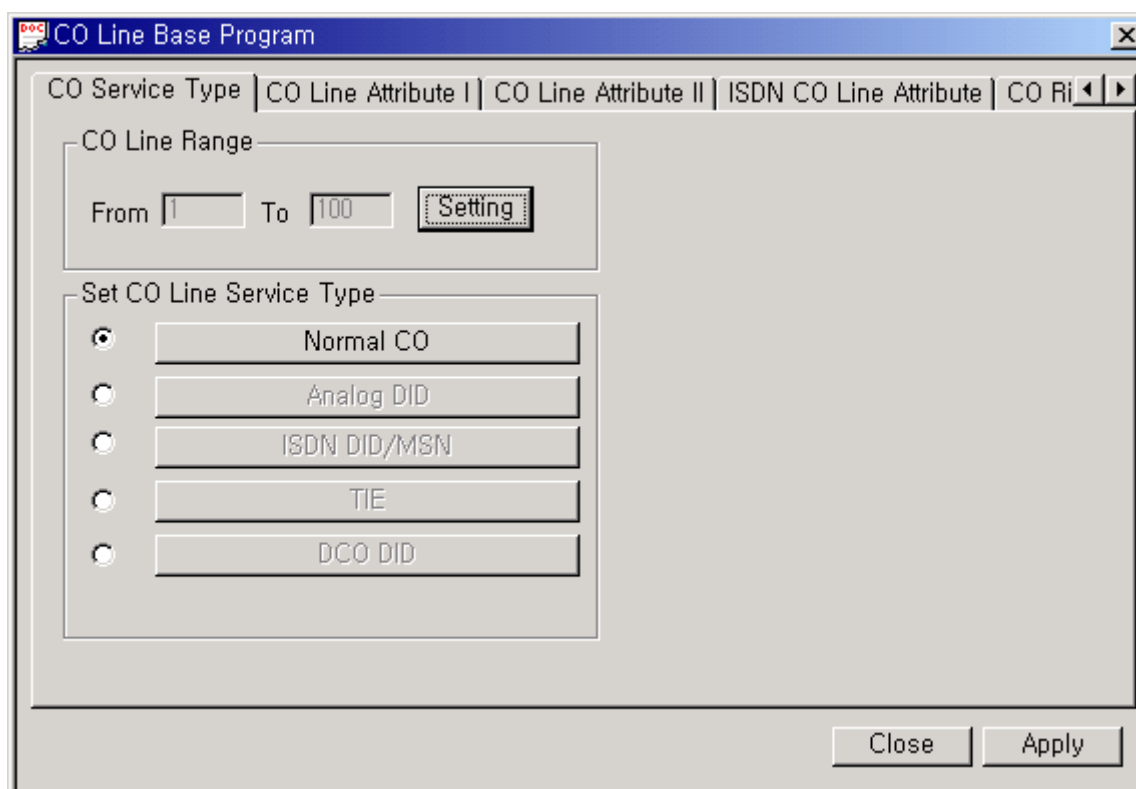 CO Line Base Program
CO Service Type CO Line Attribute I CO Line Attribute II ISDN CO Line Attribute CO Ri
CO Line Range
From 1 To 100 Setting
Set CO Line Service Type
Normal CO
Analog DID
ISDN DID/MSN
TIE
DCO DID
Close Apply